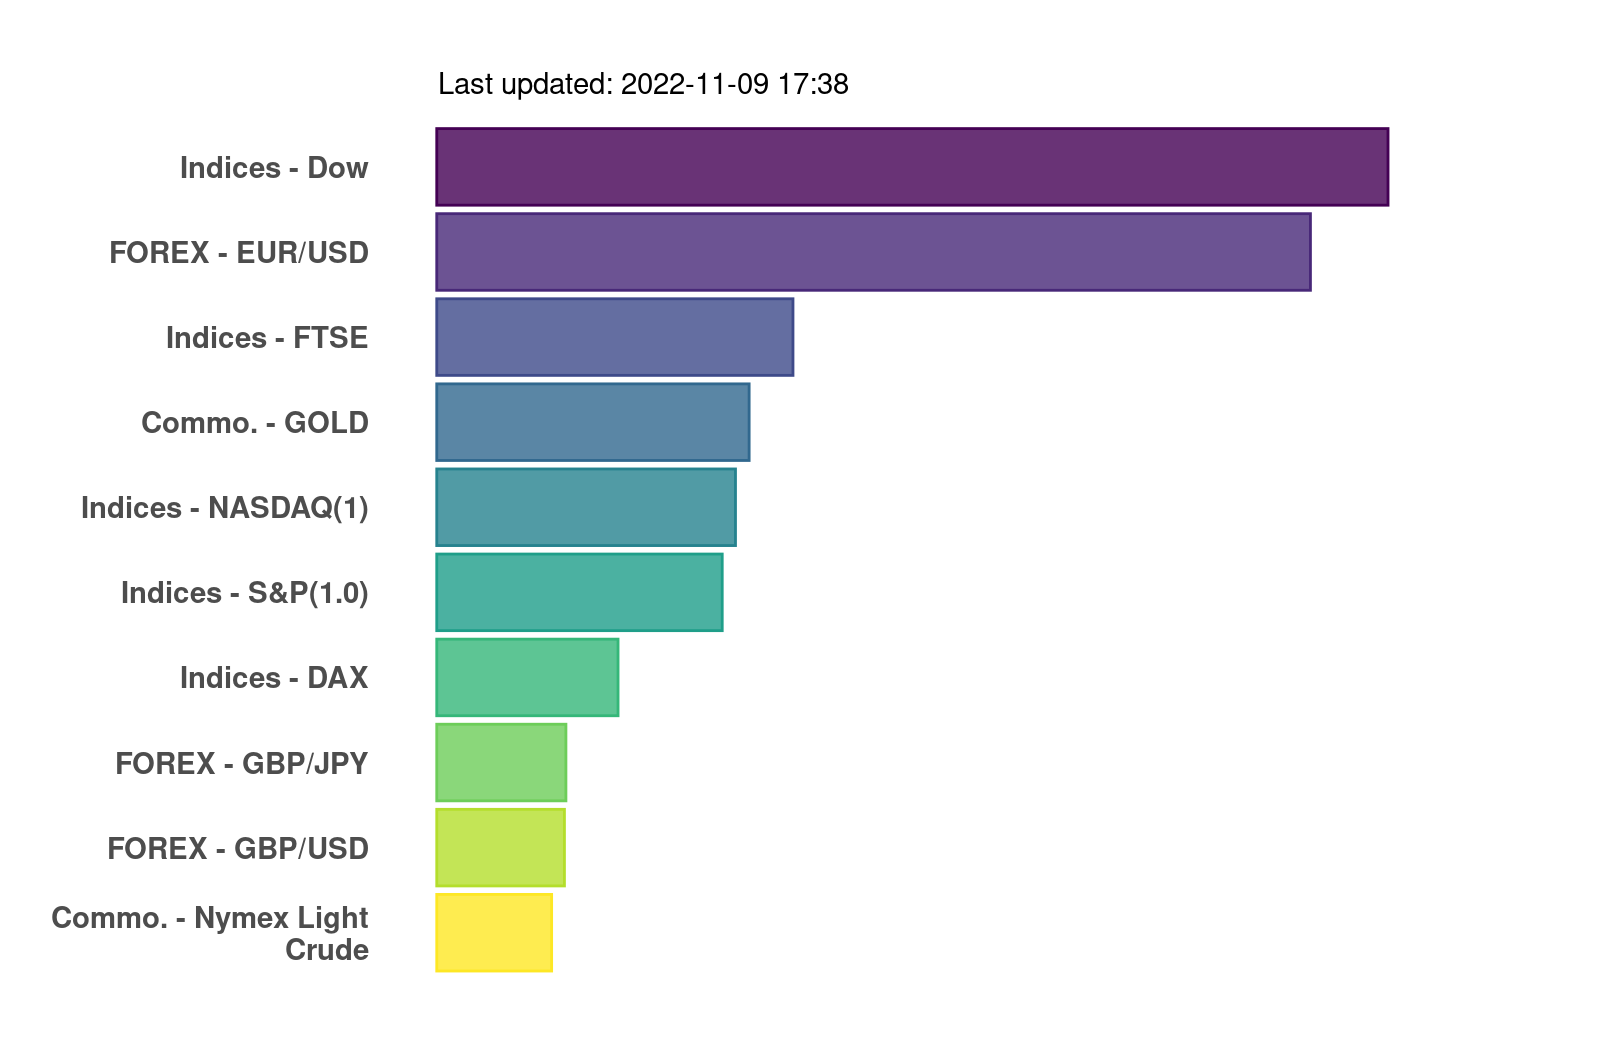 Last updated: 2022-11-09 17:38
Indices - Dow
FOREX - EUR/USD
Indices - FTSE
Commo. - GOLD
Indices - NASDAQ(1)
Indices - S&P(1.0)
Indices - DAX
FOREX - GBP/JPY
FOREX - GBP/USD
Commo. - Nymex Light
Crude